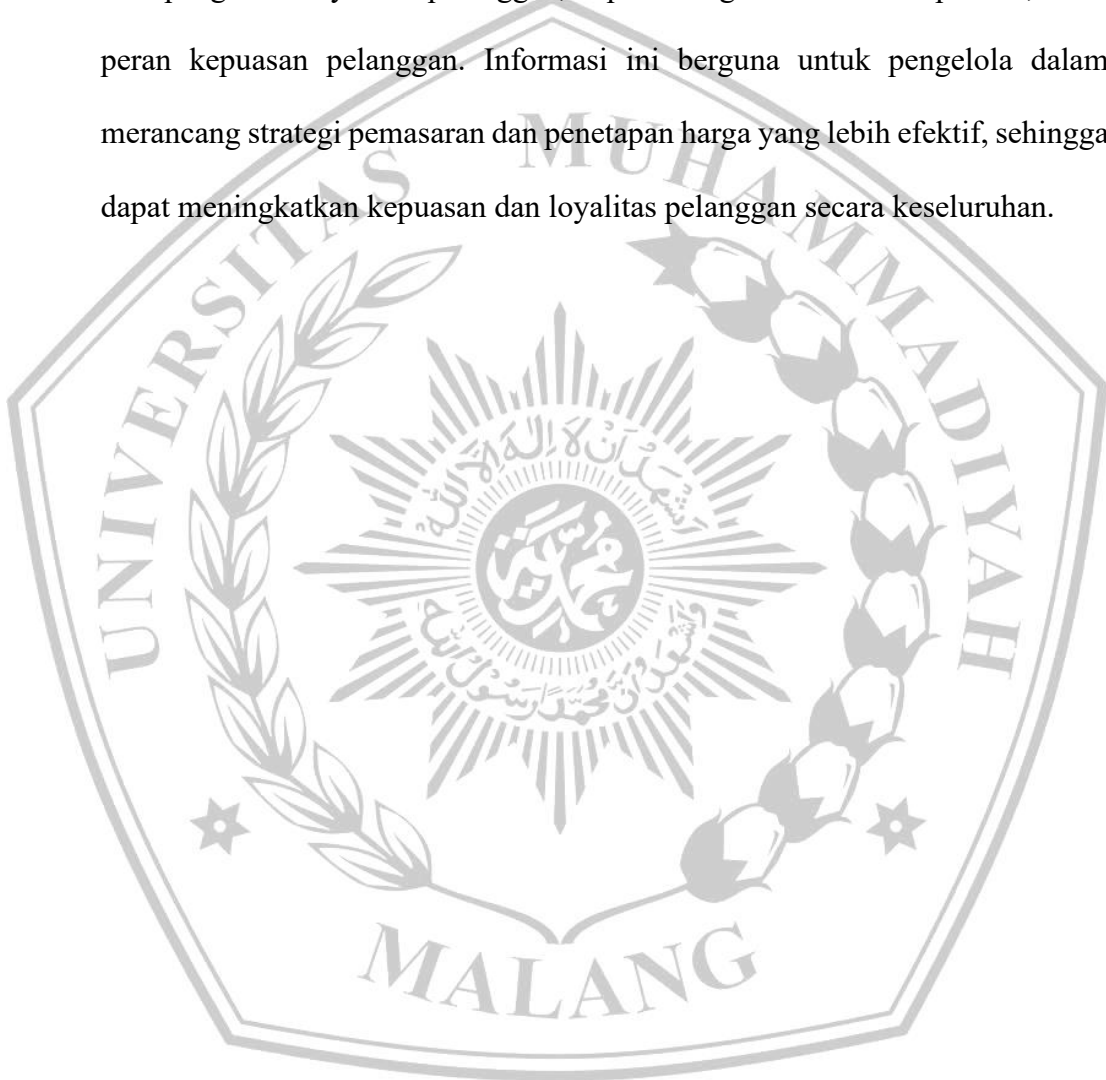 peran kepuasan pelanggan. Informasi ini berguna untuk pengelola dalam
merancang strategi pemasaran dan penetapan harga yang lebih efektif, sehingga
dapat meningkatkan kepuasan dan loyalitas pelanggan secara keseluruhan.
UNIVERSITAS MUHAMMADIYAH
MALANG